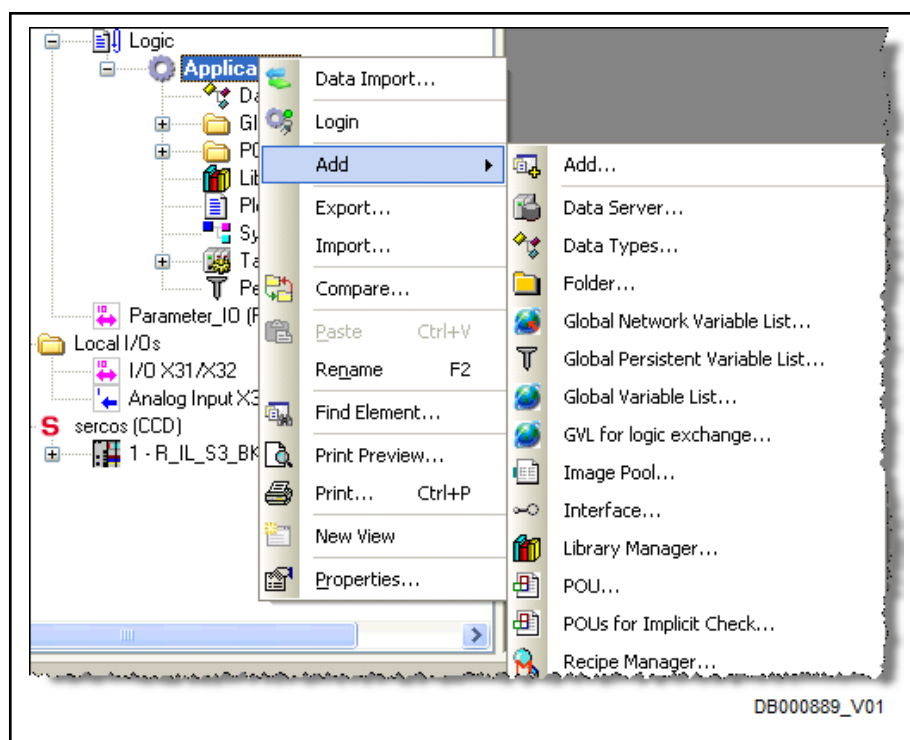 Logic
Applica
Da
Gl
PO
Lib
Plc
Sy
Ta
Pe
Parameter_IO (F
Local I/Os
I/O X31/X32
Analog Input X3
S sercos (CCD)
1 - R_IL_S3_BK
Data Import...
Login
Add
Export...
Import...
Compare...
Paste Ctrl+V
Rename F2
Find Element...
Print Preview...
Print... Ctrl+P
New View
Properties...
Add...
Data Server...
Data Types...
Folder...
Global Network Variable List...
Global Persistent Variable List...
Global Variable List...
GVL for logic exchange...
Image Pool...
Interface...
Library Manager...
POU...
POUs for Implicit Check...
Recipe Manager...
DB000889_V01